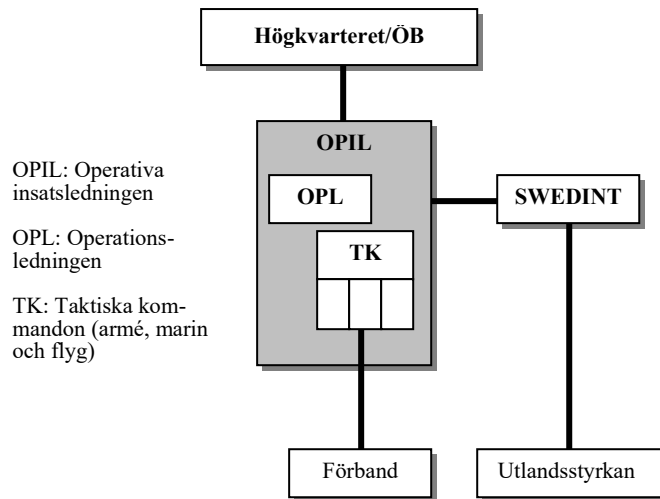 Högkvarteret/ÖB
OPIL
OPIL: Operativa
insatsledningen
OPL: Operations-
ledningen
TK: Taktiska kom-
mandon (armé, marin
och flyg)
OPL
TK
SWEDINT
Förband
Utlandsstyrkan